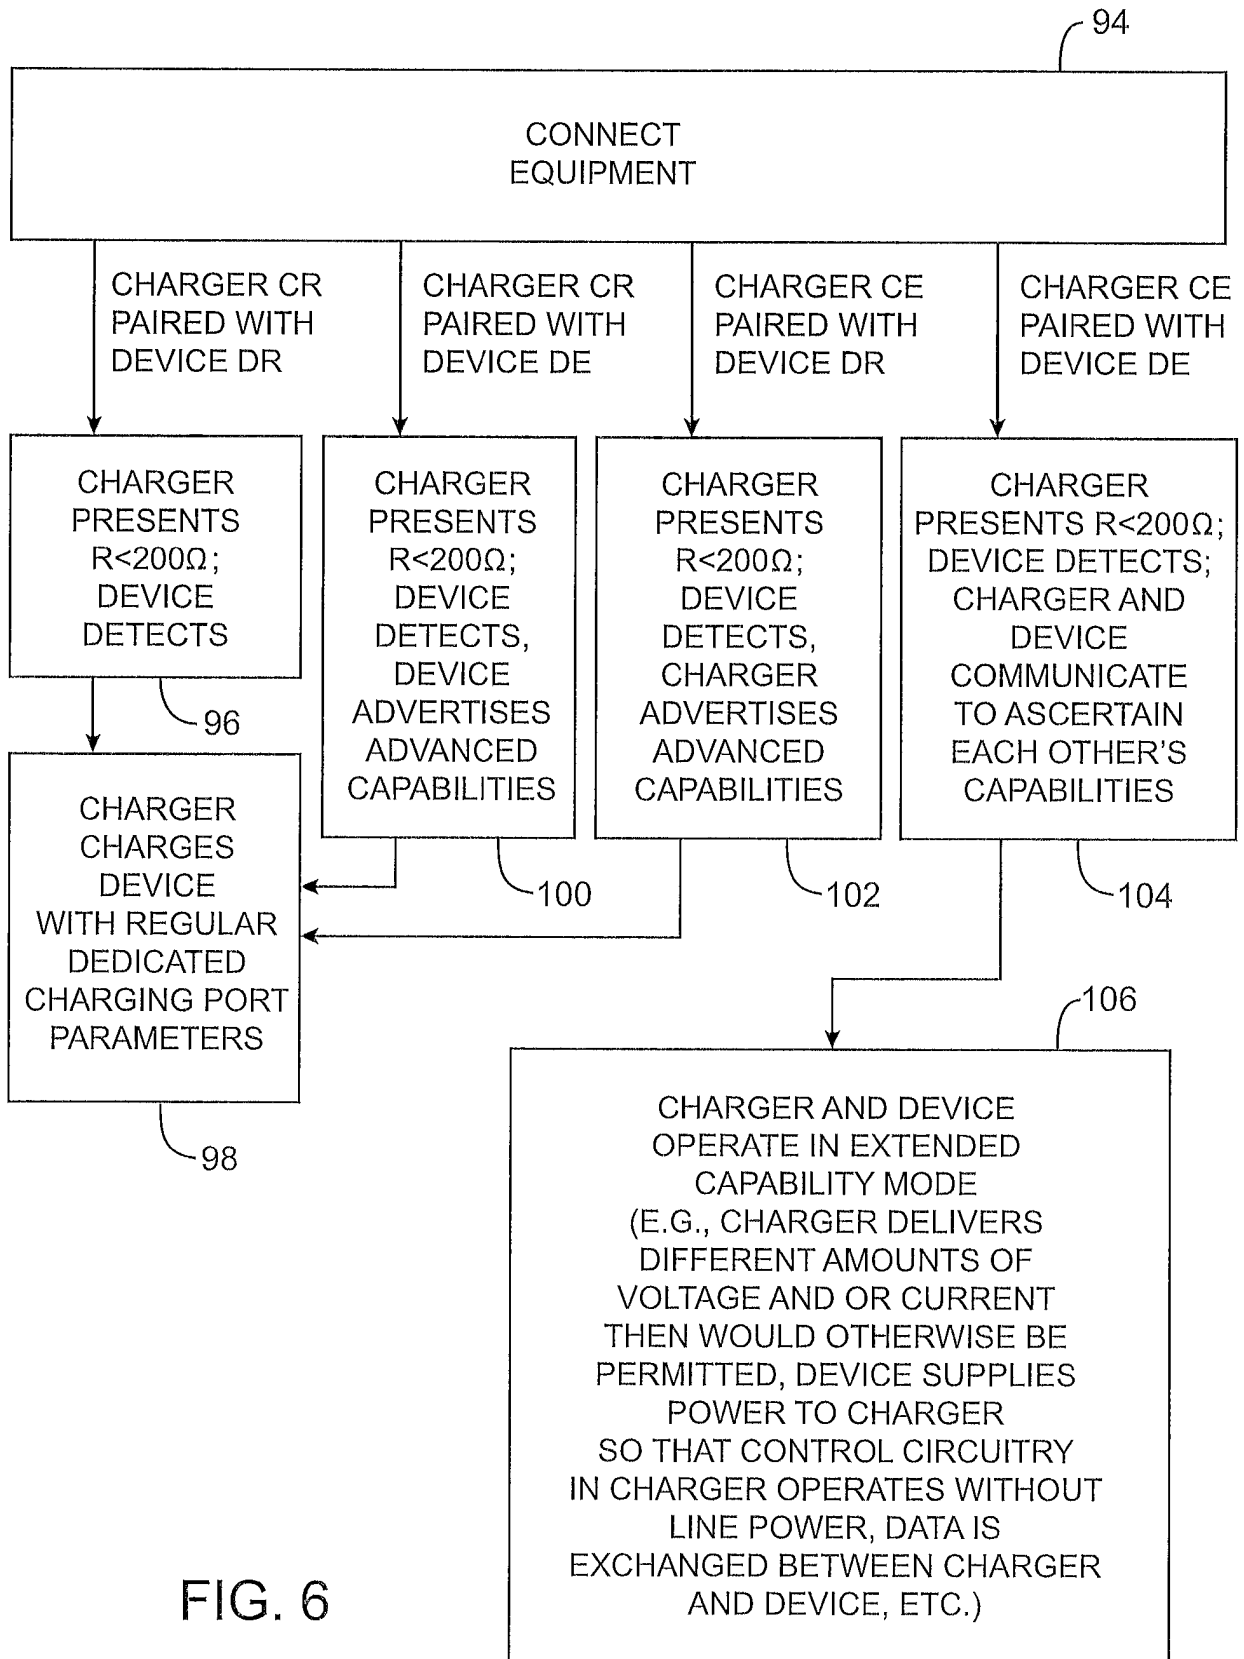 94
CONNECT
EQUIPMENT
CHARGER CR
PAIRED WITH
DEVICE DR
CHARGER CR
PAIRED WITH
DEVICE DE
CHARGER CE
PAIRED WITH
DEVICE DR
CHARGER CE
PAIRED WITH
DEVICE DE
CHARGER
PRESENTS
R<200Ω;
DEVICE
DETECTS
96
CHARGER
PRESENTS
R<200Ω;
DEVICE
DETECTS,
DEVICE
ADVERTISES
ADVANCED
CAPABILITIES
100
CHARGER
PRESENTS
R<200Ω;
DEVICE
DETECTS,
CHARGER
ADVERTISES
ADVANCED
CAPABILITIES
102
CHARGER
PRESENTS R<200Ω;
DEVICE DETECTS;
CHARGER AND
DEVICE
COMMUNICATE
TO ASCERTAIN
EACH OTHER'S
CAPABILITIES
104
CHARGER
CHARGES
DEVICE
WITH REGULAR
DEDICATED
CHARGING PORT
PARAMETERS
98
106
CHARGER AND DEVICE
OPERATE IN EXTENDED
CAPABILITY MODE
(E.G., CHARGER DELIVERS
DIFFERENT AMOUNTS OF
VOLTAGE AND OR CURRENT
THEN WOULD OTHERWISE BE
PERMITTED, DEVICE SUPPLIES
POWER TO CHARGER
SO THAT CONTROL CIRCUITRY
IN CHARGER OPERATES WITHOUT
LINE POWER, DATA IS
EXCHANGED BETWEEN CHARGER
AND DEVICE, ETC.)
FIG. 6